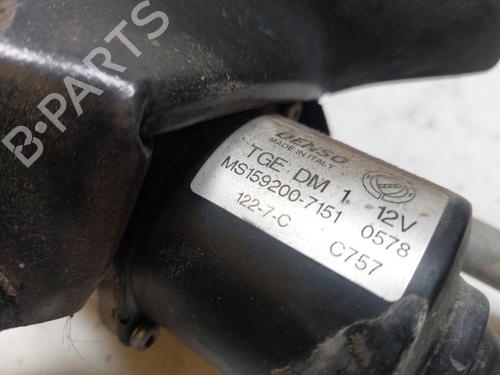 B-PARTS
DENSO
MADE IN ITALY
TGE DM 1 12V
MS159200-7151 0578
122-7-C C757